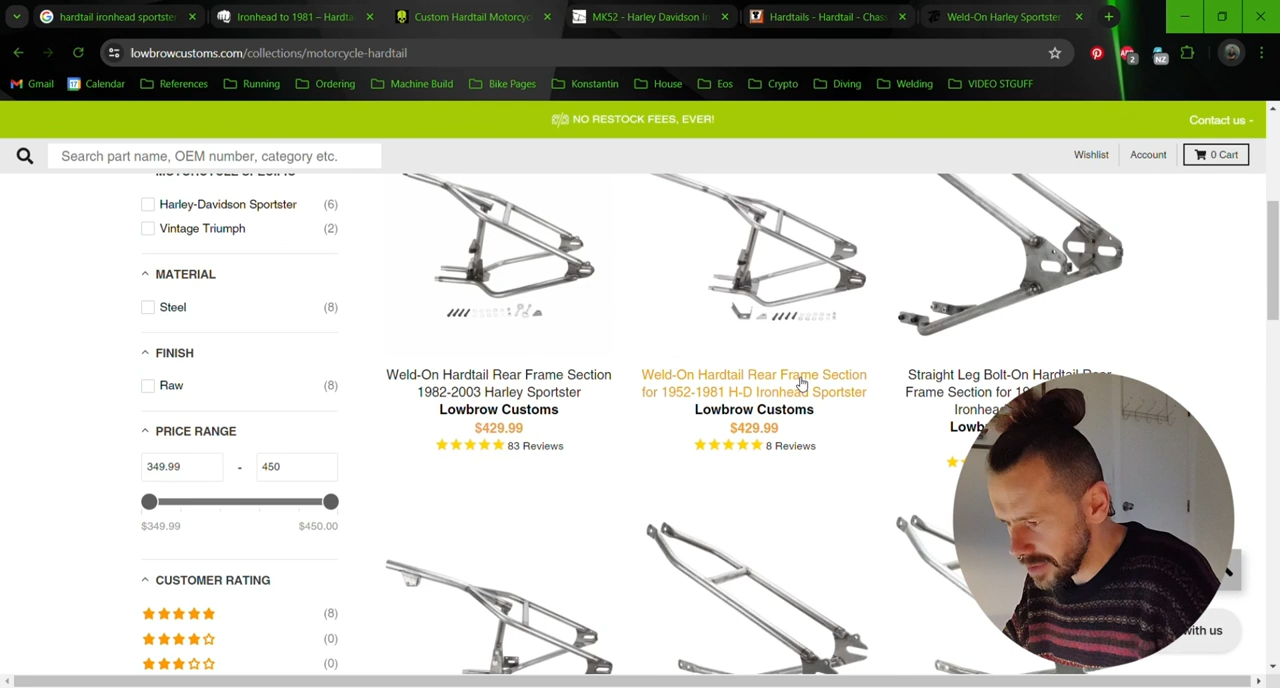 hardtail ironhead sportster
Ironhead to 1981 – Hardta
Custom Hardtail Motorcyc
MK52 - Harley Davidson Ir
Hardtails - Hardtail - Chass
Weld-On Harley Sportster
lowbrowcustoms.com/collections/motorcycle-hardtail
2
NZ
Gmail
Calendar
References
Running
Ordering
Machine Build
Bike Pages
Konstantin
House
Eos
Crypto
Diving
Welding
VIDEO STGUFF
NO RESTOCK FEES, EVER!
Contact us -
Search part name, OEM number, category etc.
Wishlist
Account
0 Cart
MOTORCYCLE SPECIFIC
Harley-Davidson Sportster (6)
Vintage Triumph (2)
MATERIAL
Steel (8)
FINISH
Raw (8)
PRICE RANGE
349.99 - 450
$349.99 $450.00
CUSTOMER RATING
(8)
(0)
(0)
Weld-On Hardtail Rear Frame Section
1982-2003 Harley Sportster
Lowbrow Customs
$429.99
83 Reviews
Weld-On Hardtail Rear Frame Section
for 1952-1981 H-D Ironhead Sportster
Lowbrow Customs
$429.99
8 Reviews
Straight Leg Bolt-On Hardtail Rear
Frame Section for
with us